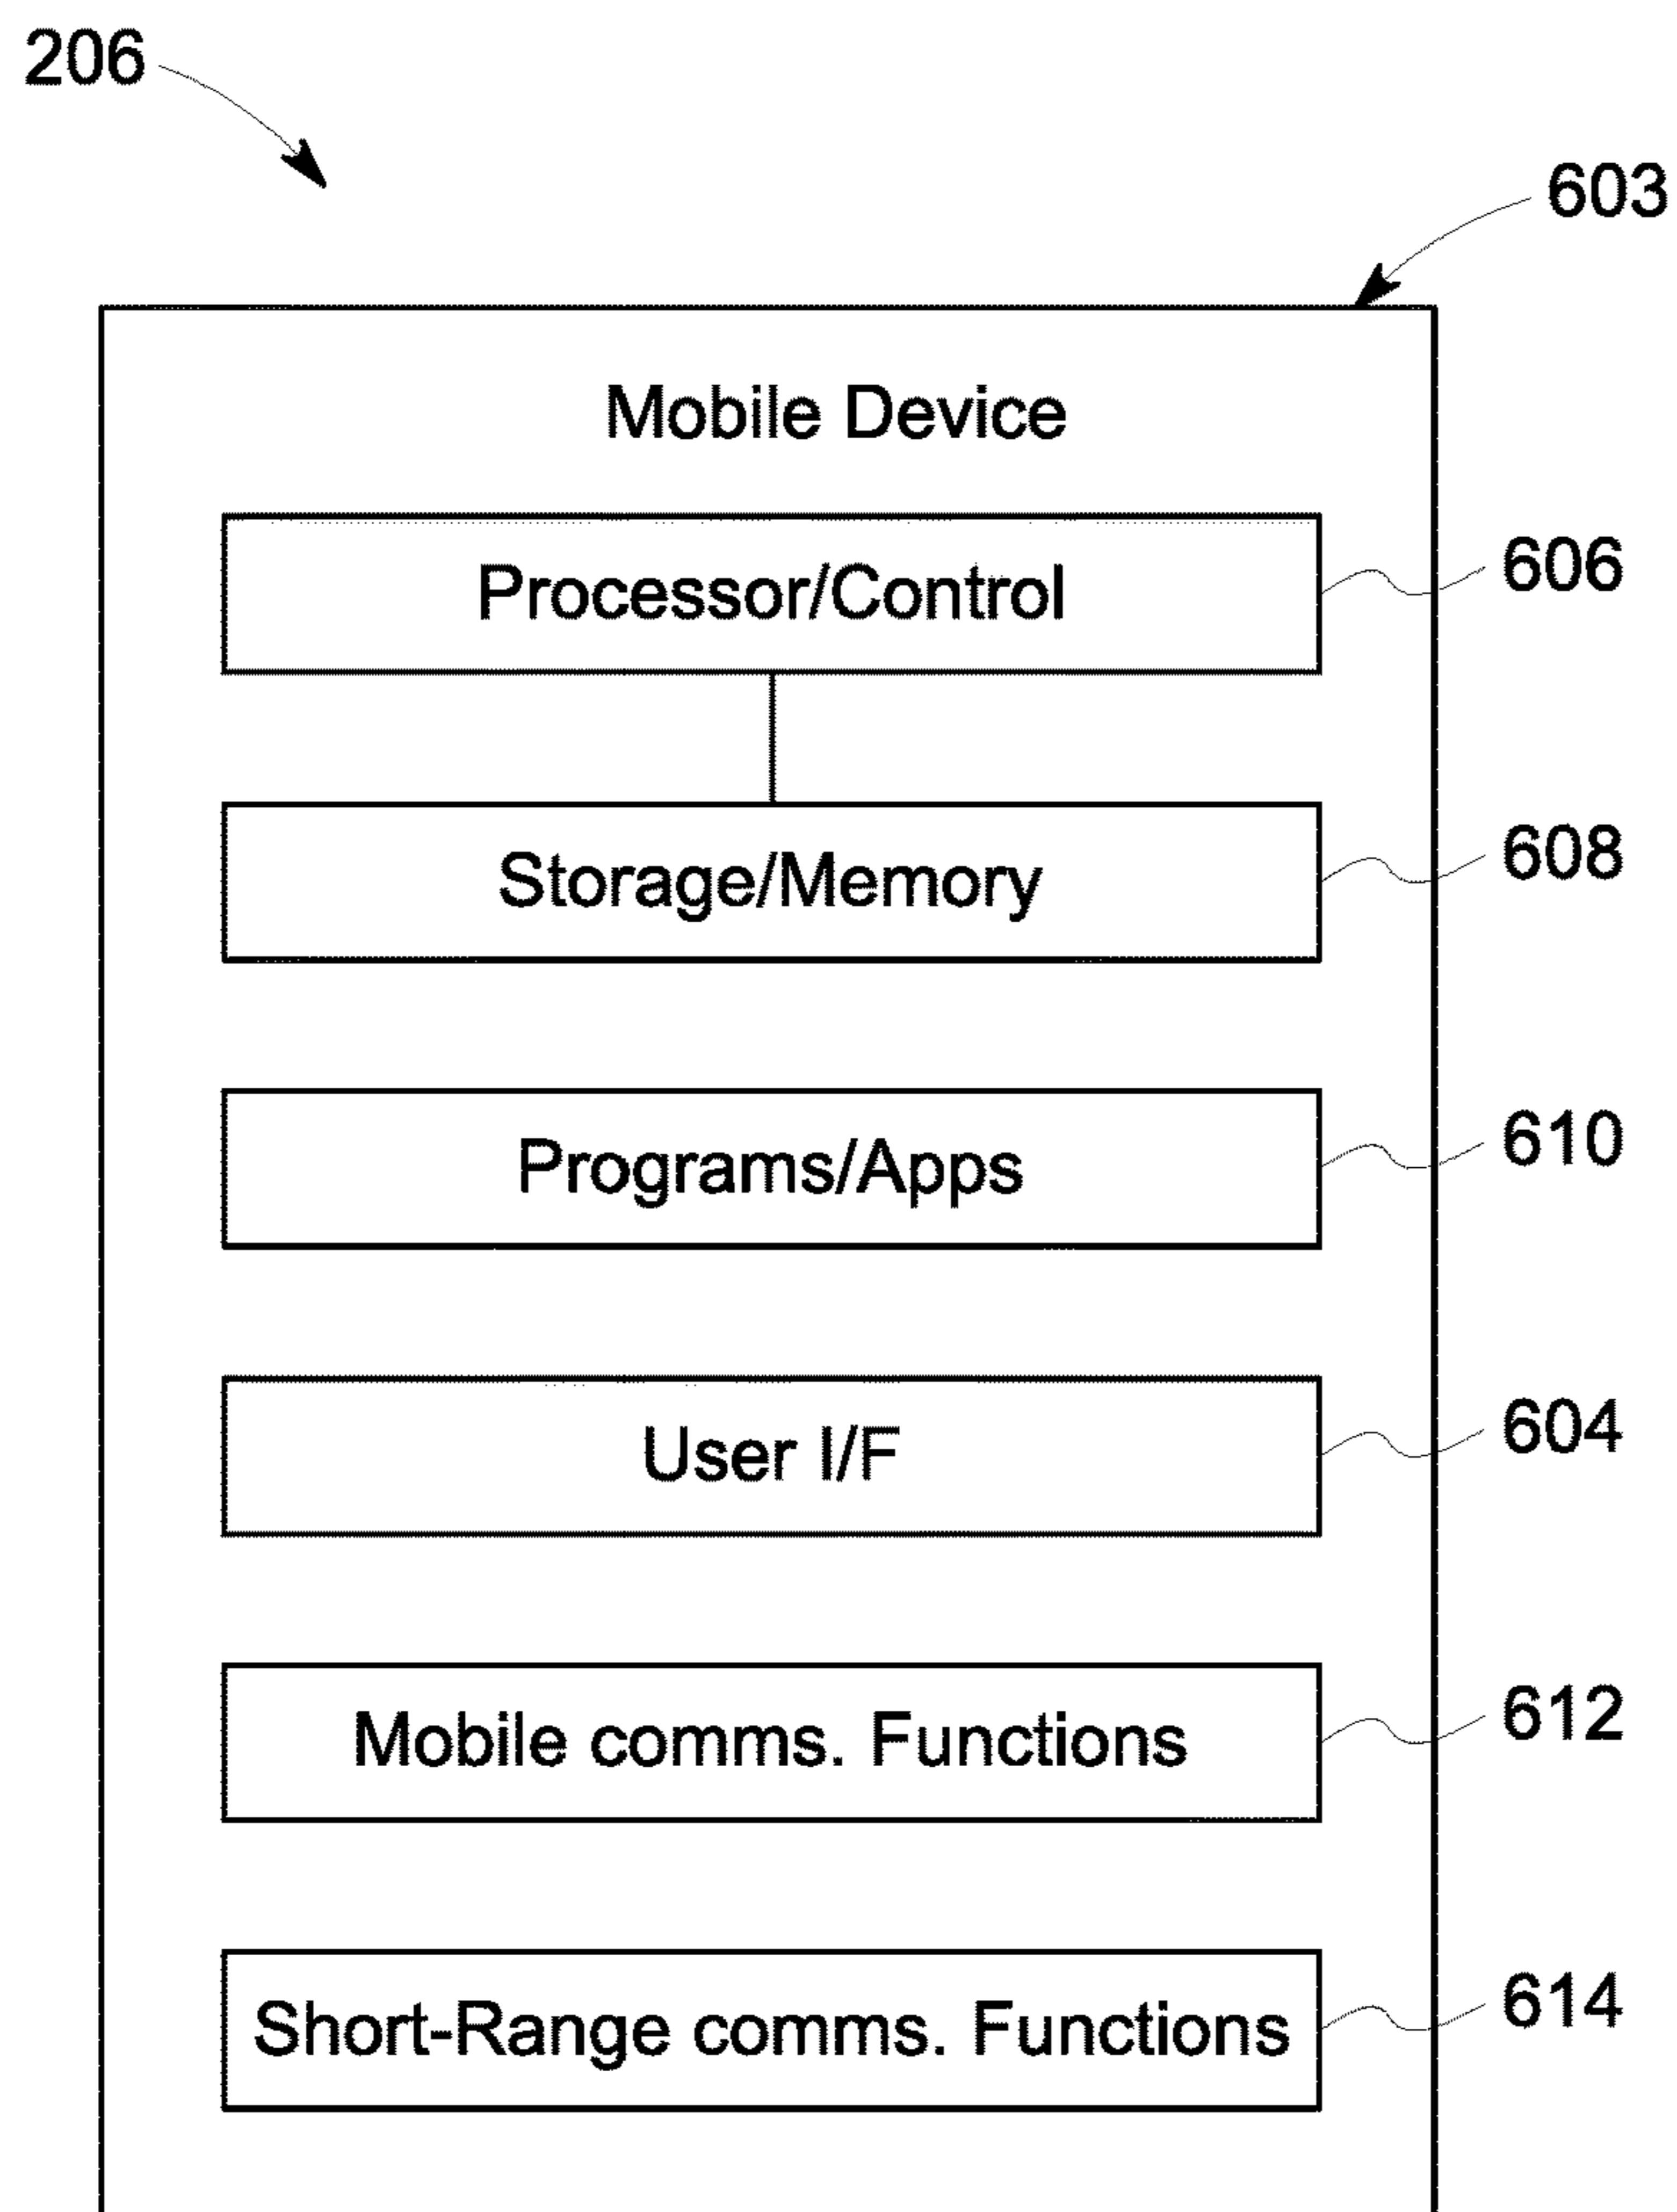 206
603
Mobile Device
Processor/Control
606
Storage/Memory
608
Programs/Apps
610
User I/F
604
Mobile comms. Functions
612
Short-Range comms. Functions
614